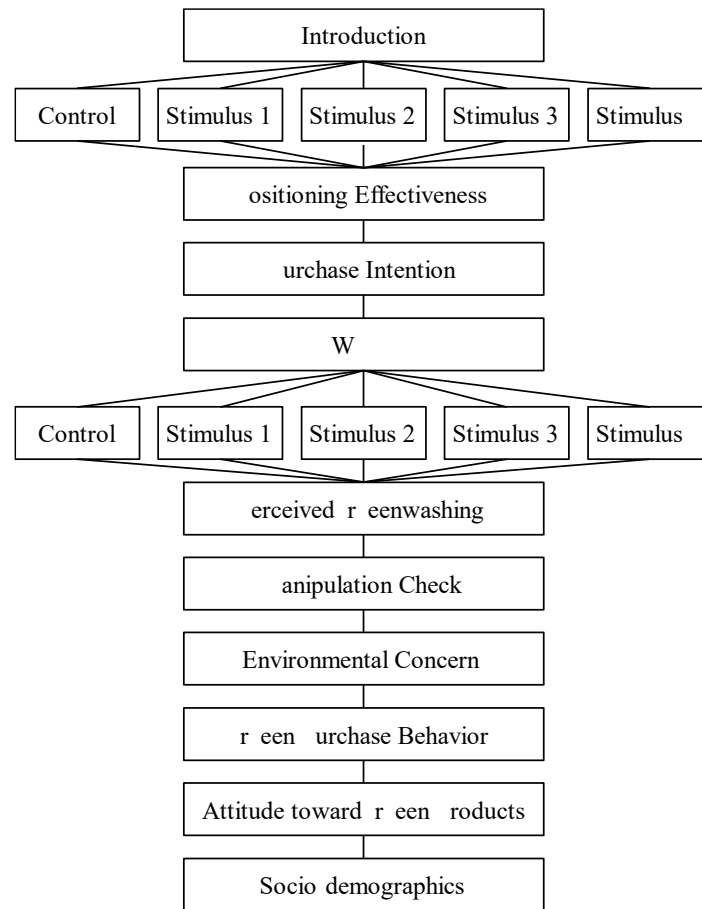 Introduction
Control Stimulus 1 Stimulus 2 Stimulus 3 Stimulus
ositioning Effectiveness
urchase Intention
W
Control Stimulus 1 Stimulus 2 Stimulus 3 Stimulus
erceived r eenwashing
anipulation Check
Environmental Concern
r een urchase Behavior
Attitude toward r een roducts
Socio demographics